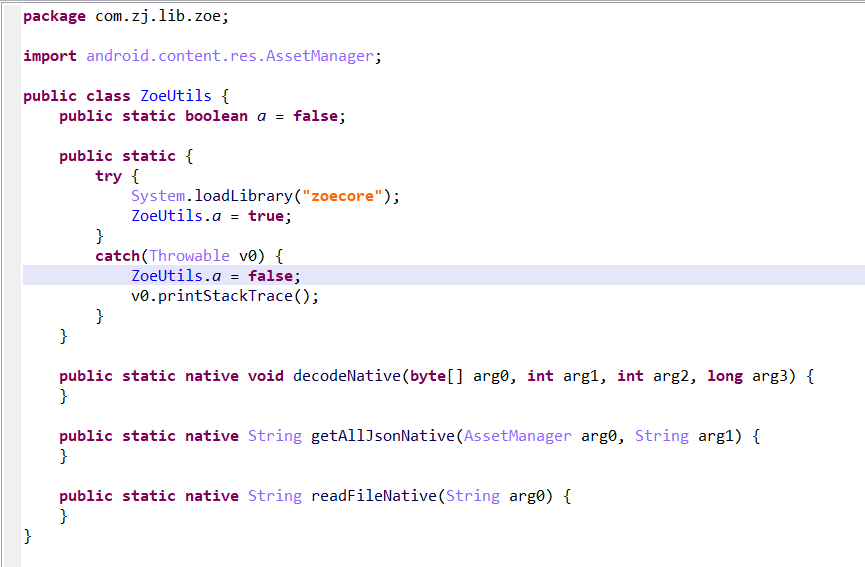 package com.zj.lib.zoe;
import android.content.res.AssetManager;
public class ZoeUtils {
public static boolean a = false;
public static {
try {
System.loadLibrary("zoecore");
ZoeUtils.a = true;
}
catch(Throwable v0) {
ZoeUtils.a = false;
v0.printStackTrace();
}
}
public static native void decodeNative(byte[] arg0, int arg1, int arg2, long arg3) {
}
public static native String getAllJsonNative(AssetManager arg0, String arg1) {
}
public static native String readFileNative(String arg0) {
}
}